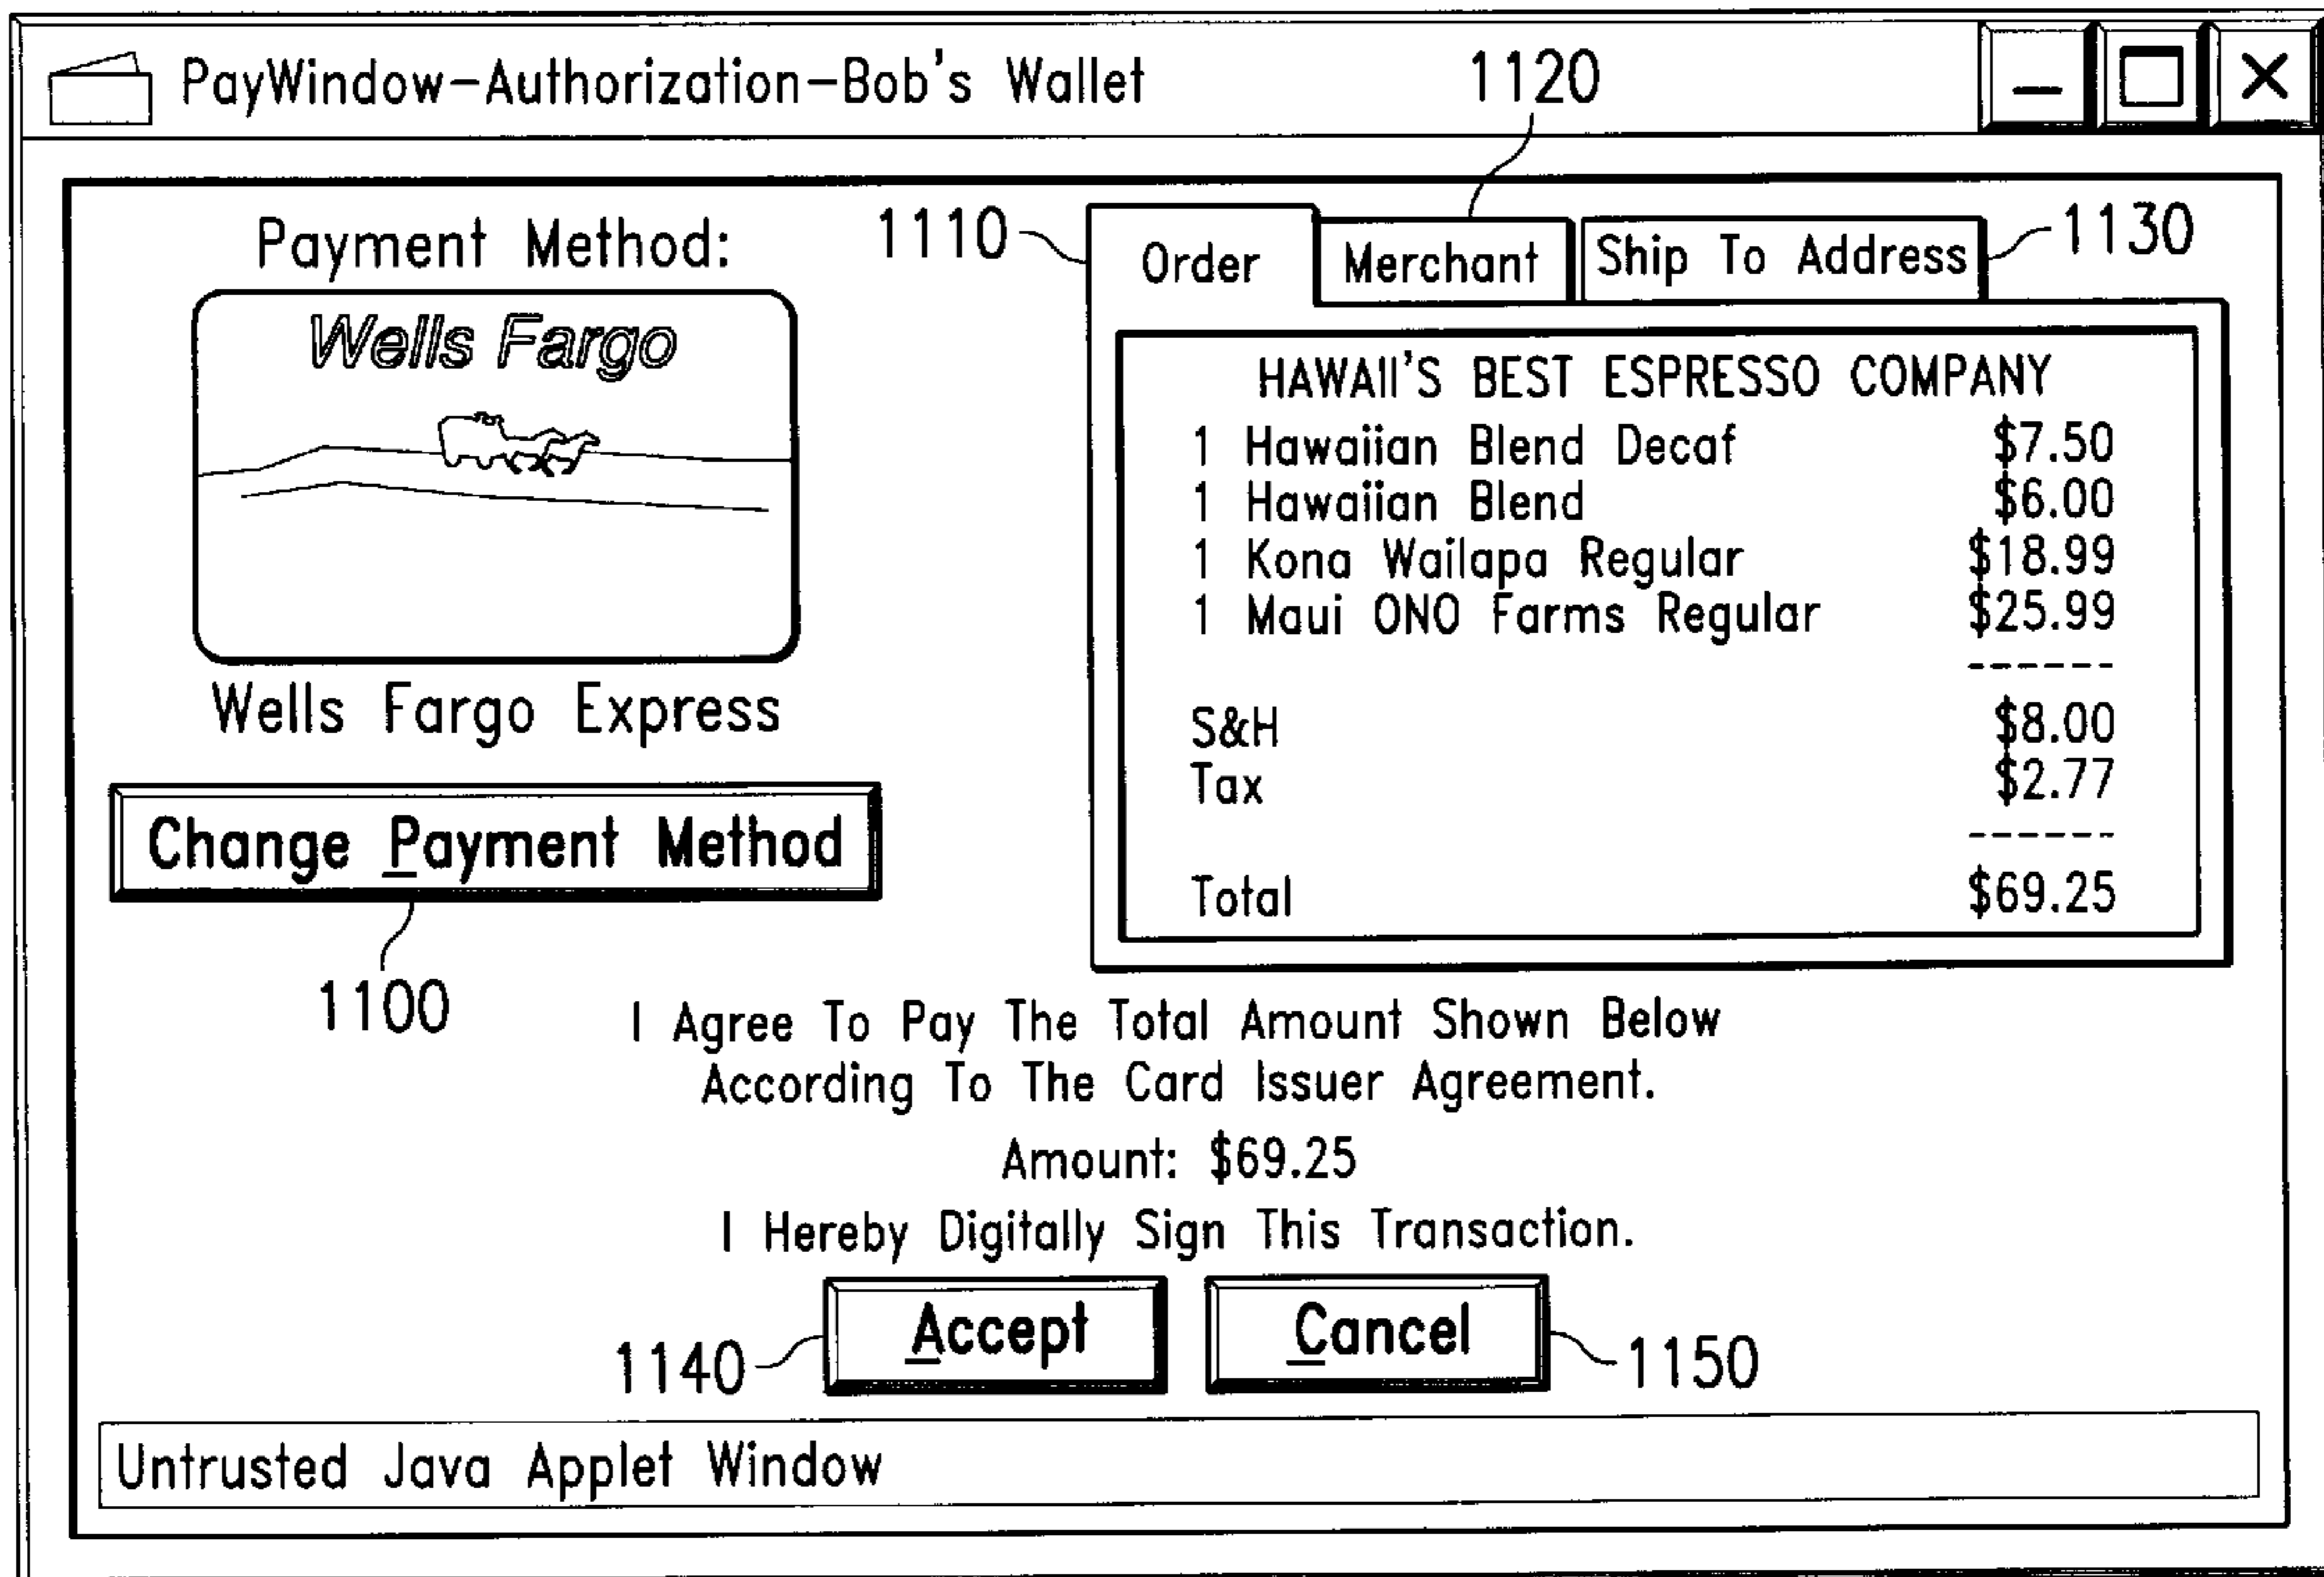 PayWindow-Authorization-Bob's Wallet
1120
Payment Method:
1110
Order
Merchant
Ship To Address
1130
Wells Fargo
Wells Fargo Express
Change Payment Method
1100
HAWAII'S BEST ESPRESSO COMPANY
1 Hawaiian Blend Decaf $7.50
1 Hawaiian Blend $6.00
1 Kona Wailapa Regular $18.99
1 Maui ONO Farms Regular $25.99
------
S&H $8.00
Tax $2.77
------
Total $69.25
I Agree To Pay The Total Amount Shown Below
According To The Card Issuer Agreement.
Amount: $69.25
I Hereby Digitally Sign This Transaction.
1140
Accept
Cancel
1150
Untrusted Java Applet Window